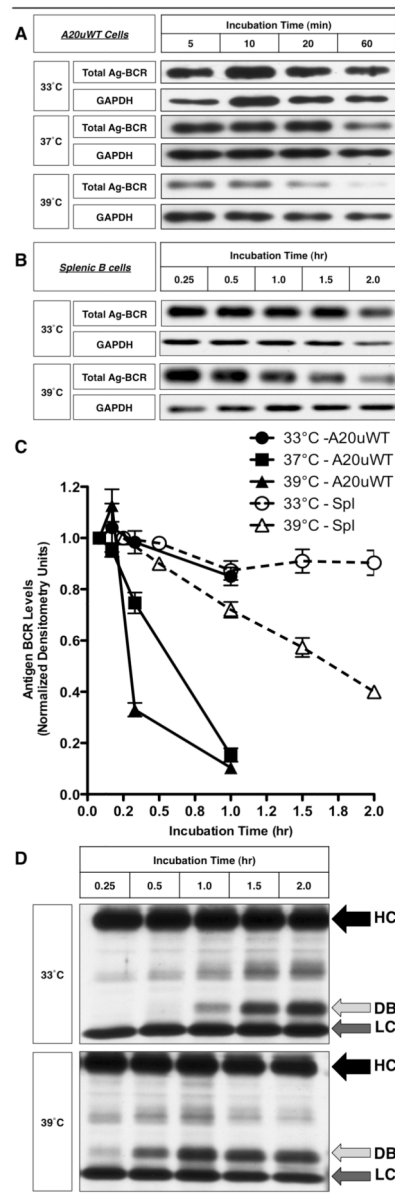 A
A20uWT Cells
Incubation Time (min)
5 10 20 60
33°C
Total Ag-BCR
GAPDH
37°C
Total Ag-BCR
GAPDH
39°C
Total Ag-BCR
GAPDH
B
Splenic B cells
Incubation Time (hr)
0.25 0.5 1.0 1.5 2.0
33°C
Total Ag-BCR
GAPDH
39°C
Total Ag-BCR
GAPDH
C
33°C -A20uWT
37°C - A20uWT
39°C - A20uWT
33°C - Spl
39°C - Spl
Antigen BCR Levels
(Normalized Densitometry Units)
1.2
1.0
0.8
0.6
0.4
0.2
0.0
0.0 0.2 0.5 0.8 1.0 1.2 1.5 1.8 2.0
Incubation Time (hr)
D
Incubation Time (hr)
0.25 0.5 1.0 1.5 2.0
33°C
HC
DB
LC
39°C
HC
DB
LC